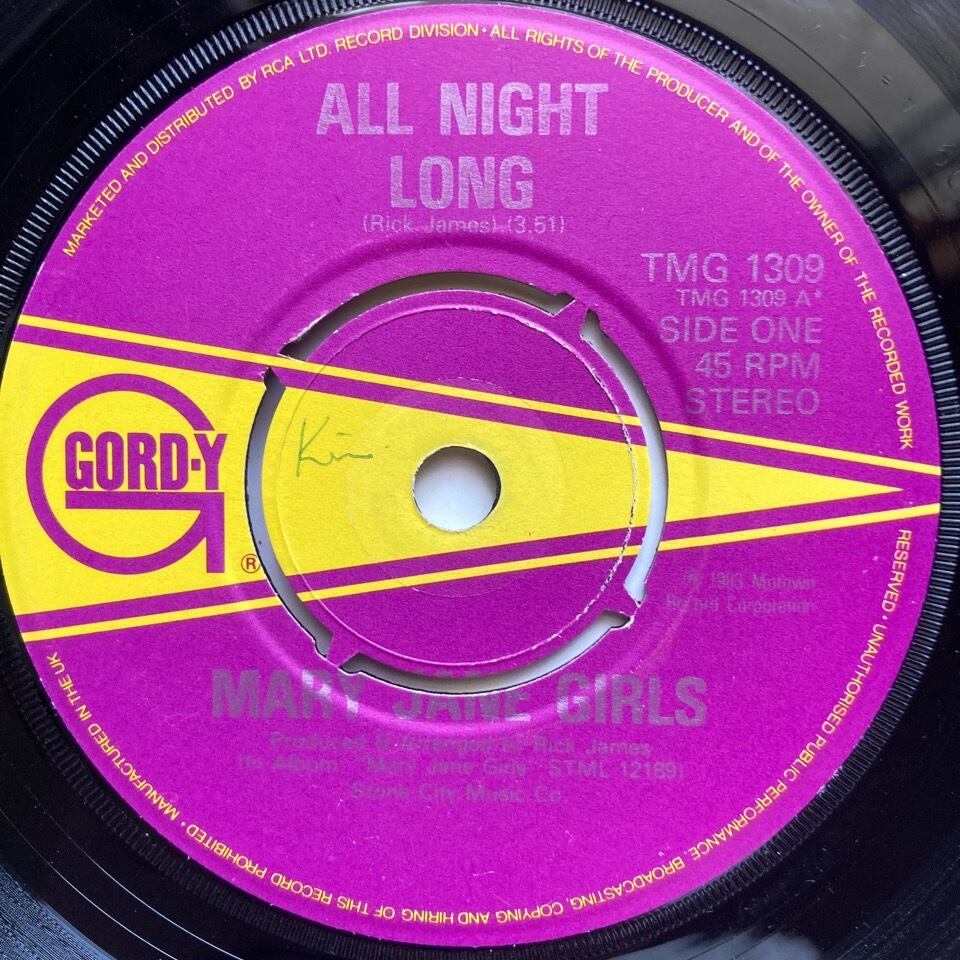 MARKETED AND DISTRIBUTED BY RCA LTD. RECORD DIVISION · ALL RIGHTS OF THE PRODUCER AND OF THE OWNER OF THE RECORDED WORK
ALL NIGHT
LONG
(Rick James) (3.51)
TMG 1309
TMG 1309 A*
SIDE ONE
45 RPM
STEREO
GORD-Y
®
℗ 1983 Motown
Record Corporation
MARY JANE GIRLS
Produced & Arranged by Rick James
(In Album "Mary Jane Girls" STML 12189)
Stone City Music Co.
RESERVED · UNAUTHORISED PUBLIC PERFORMANCE, BROADCASTING, COPYING AND HIRING OF THIS RECORD PROHIBITED · MANUFACTURED IN THE UK